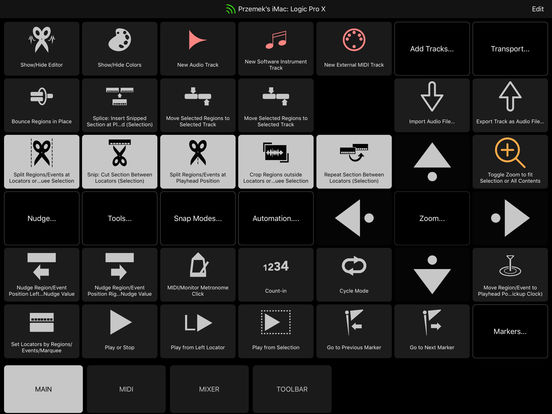 Przemek's iMac: Logic Pro X
Edit
Show/Hide Editor
Show/Hide Colors
New Audio Track
New Software Instrument
Track
New External MIDI Track
Add Tracks...
Transport...
Bounce Regions in Place
Splice: Insert Snipped
Section at Pl...d (Selection)
Move Selected Regions to
Selected Track
Move Selected Regions to
Selected Track
Import Audio File...
Export Track as Audio File...
Split Regions/Events at
Locators or...uee Selection
Snip: Cut Section Between
Locators (Selection)
Split Regions/Events at
Playhead Position
Crop Regions outside
Locators or...uee Selection
Repeat Section Between
Locators (Selection)
Toggle Zoom to fit
Selection or All Contents
Nudge...
Tools...
Snap Modes...
Automation....
Zoom...
Nudge Region/Event
Position Left...Nudge Value
Nudge Region/Event
Position Rig...Nudge Value
MIDI/Monitor Metronome
Click
1234
Count-in
Cycle Mode
Move Region/Event to
Playhead Po...ickup Clock)
Set Locators by Regions/
Events/Marquee
Play or Stop
L
Play from Left Locator
Play from Selection
Go to Previous Marker
Go to Next Marker
Markers...
MAIN
MIDI
MIXER
TOOLBAR